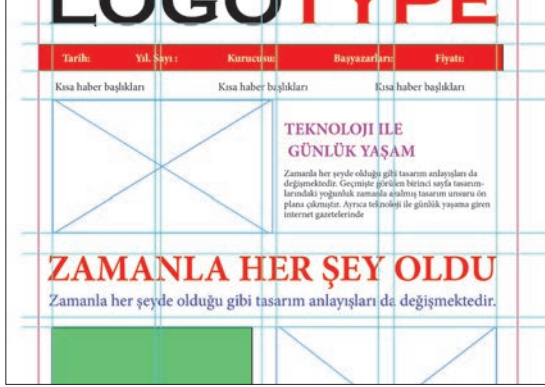 LOGOTYPE
Tarih: Yıl. Sayı : Kurucusu: Başyazarları: Fiyatı:
Kısa haber başlıkları Kısa haber başlıkları Kısa haber başlıkları
TEKNOLOJI ILE
GÜNLÜK YAŞAM
Zamanla her şeyde olduğu gibi tasarım anlayışları da
değişmektedir. Geçmişte görülen birinci sayfa tasarım-
larındaki yoğunluk zamanla azalmış tasarım unsuru ön
plana çıkmıştır. Ayrıca teknoloji ile günlük yaşama giren
internet gazetelerinde
ZAMANLA HER ŞEY OLDU
Zamanla her şeyde olduğu gibi tasarım anlayışları da değişmektedir.